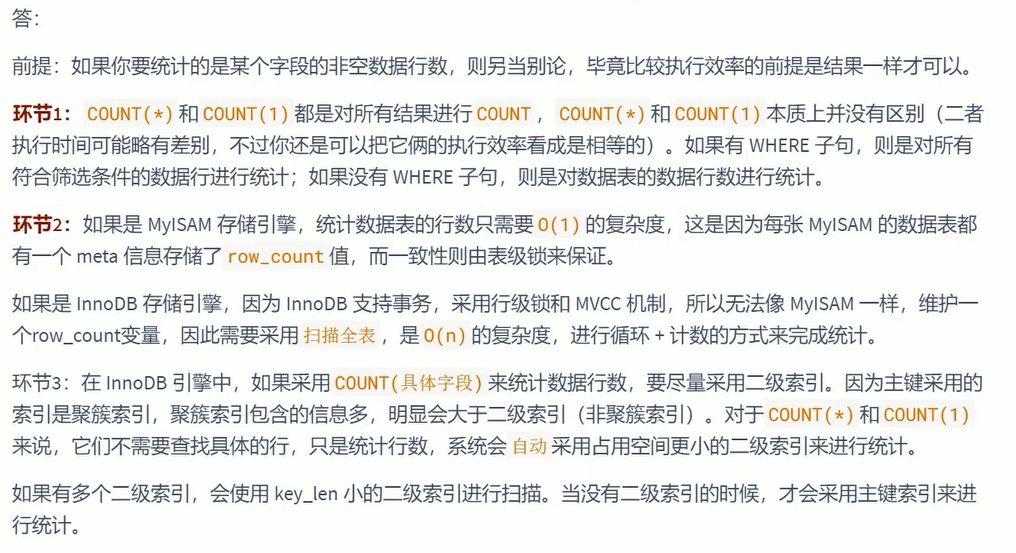 答：
前提：如果你要统计的是某个字段的非空数据行数，则另当别论，毕竟比较执行效率的前提是结果一样才可以。
环节1： COUNT(*) 和 COUNT(1) 都是对所有结果进行 COUNT ， COUNT(*) 和 COUNT(1) 本质上并没有区别（二者
执行时间可能略有差别，不过你还是可以把它俩的执行效率看成是相等的）。如果有 WHERE 子句，则是对所有
符合筛选条件的数据行进行统计；如果没有 WHERE 子句，则是对数据表的数据行数进行统计。
环节2：如果是 MyISAM 存储引擎，统计数据表的行数只需要 O(1) 的复杂度，这是因为每张 MyISAM 的数据表都
有一个 meta 信息存储了 row_count 值，而一致性则由表级锁来保证。
如果是 InnoDB 存储引擎，因为 InnoDB 支持事务，采用行级锁和 MVCC 机制，所以无法像 MyISAM 一样，维护一
个row_count变量，因此需要采用 扫描全表 ，是 O(n) 的复杂度，进行循环 + 计数的方式来完成统计。
环节3：在 InnoDB 引擎中，如果采用 COUNT(具体字段) 来统计数据行数，要尽量采用二级索引。因为主键采用的
索引是聚簇索引，聚簇索引包含的信息多，明显会大于二级索引（非聚簇索引）。对于 COUNT(*) 和 COUNT(1)
来说，它们不需要查找具体的行，只是统计行数，系统会 自动 采用占用空间更小的二级索引来进行统计。
如果有多个二级索引，会使用 key_len 小的二级索引进行扫描。当没有二级索引的时候，才会采用主键索引来进
行统计。